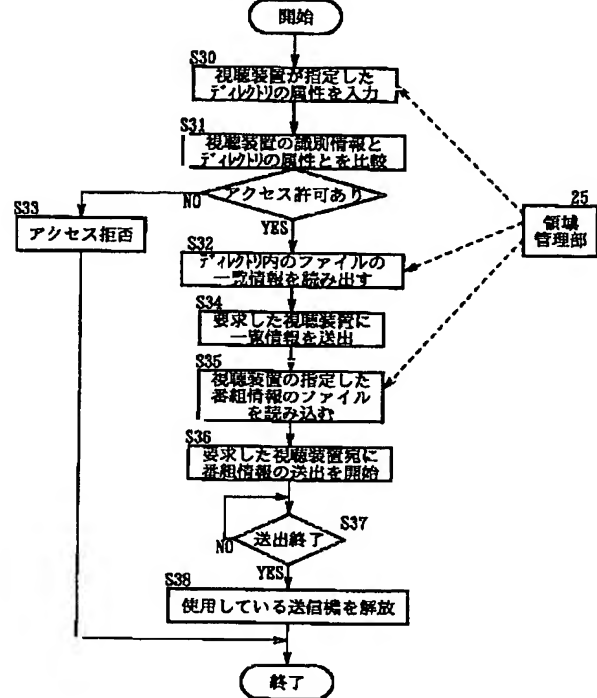 開始
S30
視聴装置が指定した
ディレクトリの属性を入力
S31
視聴装置の識別情報と
ディレクトリの属性とを比較
アクセス許可あり
NO
YES
S33
アクセス拒否
25
領域
管理部
S32
ディレクトリ内のファイルの
一覧情報を読み出す
S34
要求した視聴装置に
一覧情報を送出
S35
視聴装置の指定した
番組情報のファイル
を読み込む
S36
要求した視聴装置宛に
番組情報の送出を開始
S37
送出終了
NO
YES
S38
使用している送信機を解放
終了